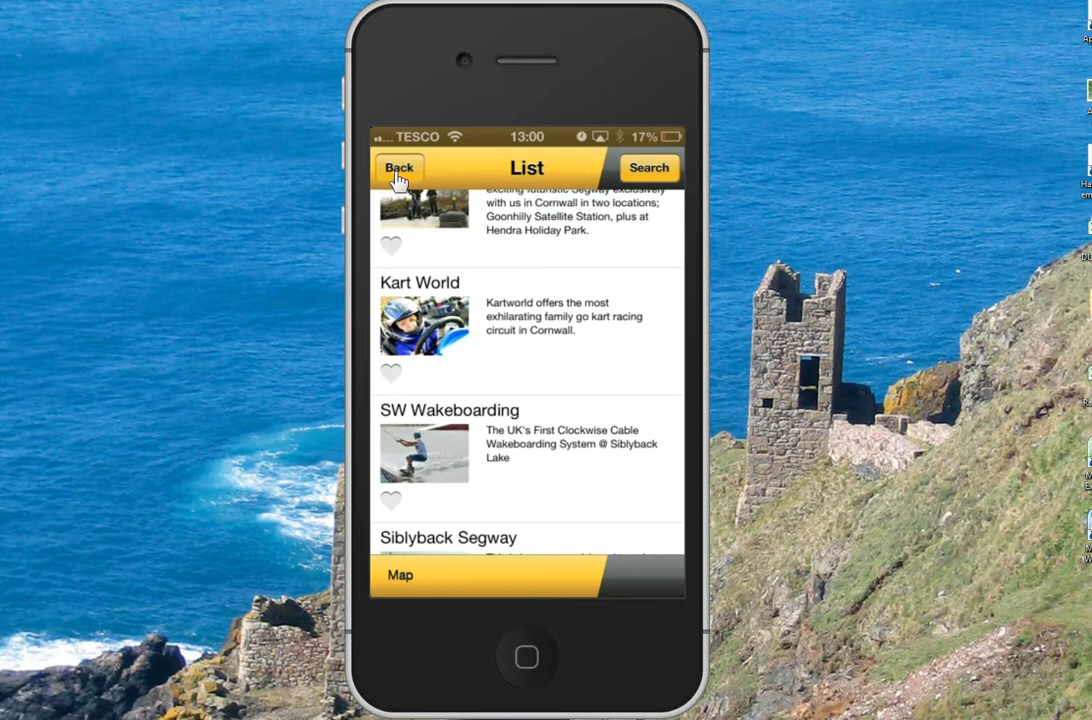 TESCO 13:00 17%
Back List Search
exciting futuristic Segway exclusively
with us in Cornwall in two locations;
Goonhilly Satellite Station, plus at
Hendra Holiday Park.
Kart World
Kartworld offers the most
exhilarating family go kart racing
circuit in Cornwall.
SW Wakeboarding
The UK's First Clockwise Cable
Wakeboarding System @ Siblyback
Lake
Siblyback Segway
Map